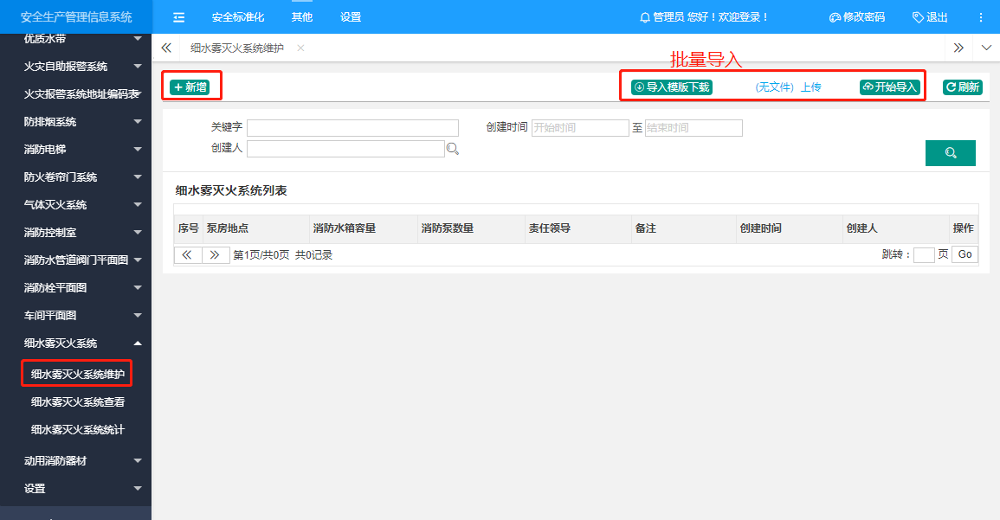 安全生产管理信息系统
安全标准化 其他 设置
管理员 您好！欢迎登录！ 修改密码 退出
优质水带
火灾自助报警系统
火灾报警系统地址编码表
防排烟系统
消防电梯
防火卷帘门系统
气体灭火系统
消防控制室
消防水管道阀门平面图
消防栓平面图
车间平面图
细水雾灭火系统
细水雾灭火系统维护
细水雾灭火系统查看
细水雾灭火系统统计
动用消防器材
设置
细水雾灭火系统维护
批量导入
新增
导入模版下载 (无文件) 上传 开始导入 刷新
关键字 创建时间 开始时间 至 结束时间
创建人
细水雾灭火系统列表
序号 泵房地点 消防水箱容量 消防泵数量 责任领导 备注 创建时间 创建人 操作
第1页/共0页 共0记录
跳转： 页 Go